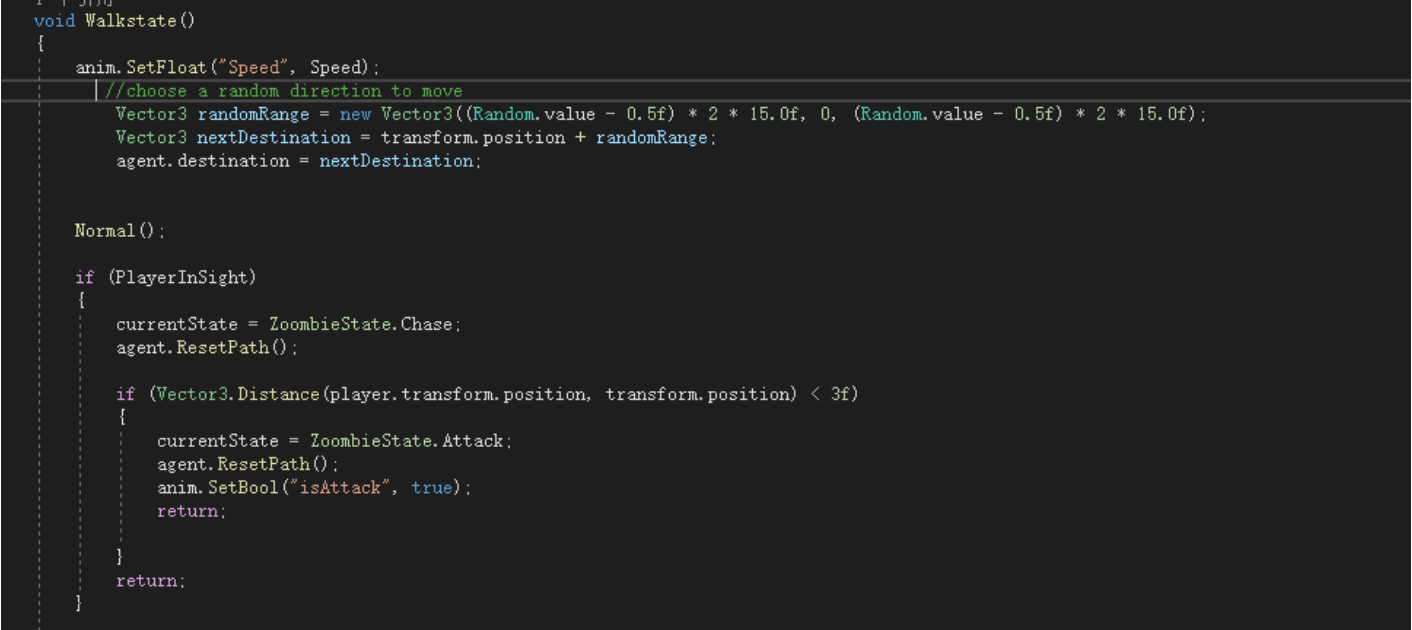 void Walkstate()
{
anim.SetFloat("Speed", Speed);
//choose a random direction to move
Vector3 randomRange = new Vector3((Random.value - 0.5f) * 2 * 15.0f, 0, (Random.value - 0.5f) * 2 * 15.0f);
Vector3 nextDestination = transform.position + randomRange;
agent.destination = nextDestination;
Normal();
if (PlayerInSight)
{
currentState = ZoombieState.Chase;
agent.ResetPath();
if (Vector3.Distance(player.transform.position, transform.position) < 3f)
{
currentState = ZoombieState.Attack;
agent.ResetPath();
anim.SetBool("isAttack", true);
return;
}
return;
}